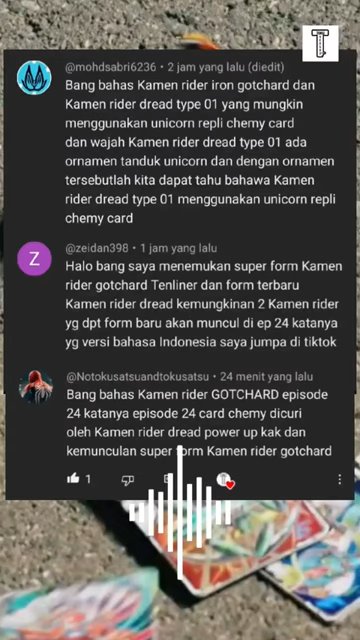 T
@mohdsabri6236 • 2 jam yang lalu (diedit)
Bang bahas Kamen rider iron gotchard dan
Kamen rider dread type 01 yang mungkin
menggunakan unicorn repli chemy card
dan wajah Kamen rider dread type 01 ada
ornamen tanduk unicorn dan dengan ornamen
tersebutlah kita dapat tahu bahawa Kamen
rider dread type 01 menggunakan unicorn repli
chemy card
Z
@zeidan398 • 1 jam yang lalu
Halo bang saya menemukan super form Kamen
rider gotchard Tenliner dan form terbaru
Kamen rider dread kemungkinan 2 Kamen rider
yg dpt form baru akan muncul di ep 24 katanya
yg versi bahasa Indonesia saya jumpa di tiktok
@Notokusatsuandtokusatsu • 24 menit yang lalu
Bang bahas Kamen rider GOTCHARD episode
24 katanya episode 24 card chemy dicuri
oleh Kamen rider dread power up kak dan
kemunculan super form Kamen rider gotchard
1